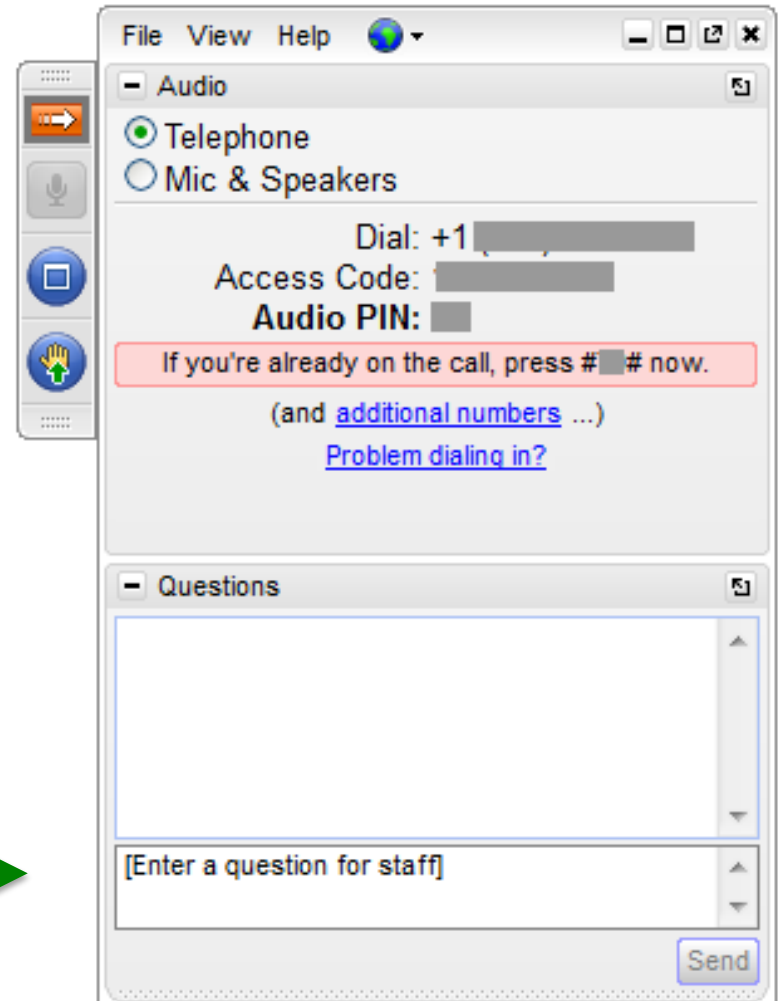 File View Help
Audio
Telephone
Mic & Speakers
Dial: +1
Access Code:
Audio PIN:
If you're already on the call, press # # now.
(and additional numbers ...)
Problem dialing in?
Questions
[Enter a question for staff]
Send